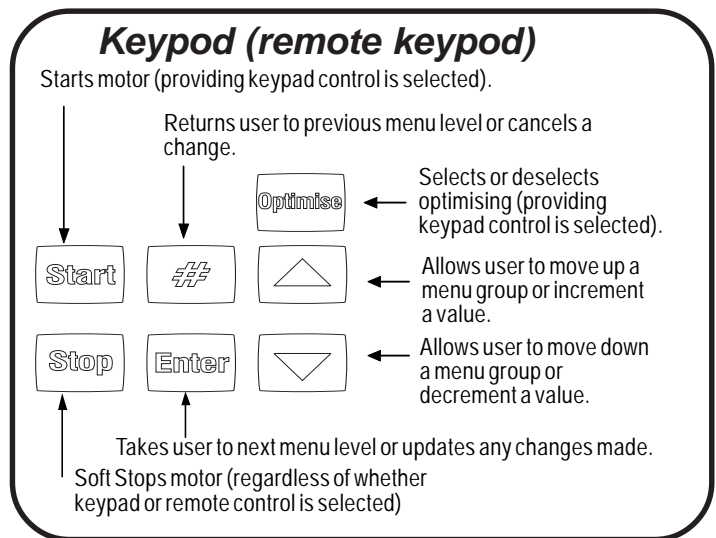 Keypod (remote keypod)
Starts motor (providing keypad control is selected).
Returns user to previous menu level or cancels a
change.
Optimise
Selects or deselects
optimising (providing
keypad control is selected).
Start
#
Allows user to move up a
menu group or increment
a value.
Stop
Enter
Allows user to move down
a menu group or
decrement a value.
Takes user to next menu level or updates any changes made.
Soft Stops motor (regardless of whether
keypad or remote control is selected)